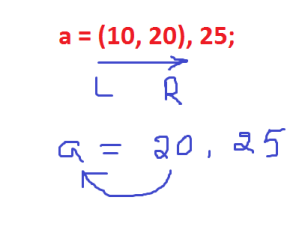 a = (10, 20), 25;
L R
a = 20, 25